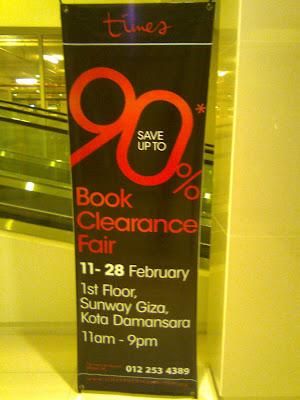 times
90%*
SAVE
UP TO
Book
Clearance
Fair
11- 28 February
1st Floor,
Sunway Giza,
Kota Damansara
11am - 9pm
012 253 4389